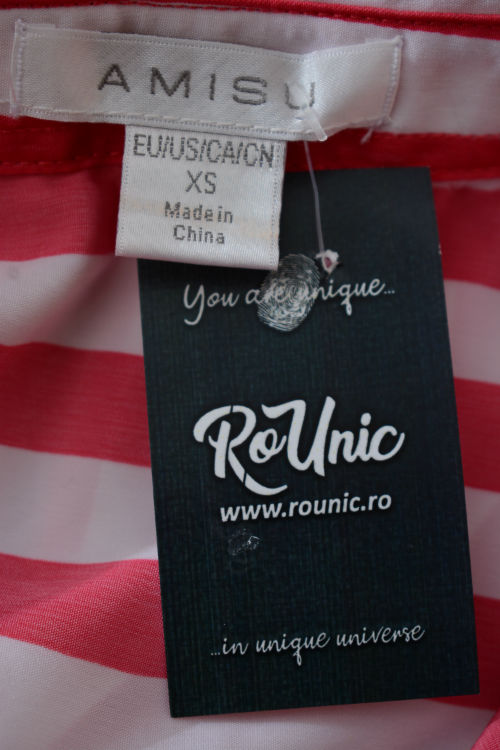 AMISU
EU/US/CA/CN
XS
Made in
China
You are unique...
RoUnic
www.rounic.ro
...in unique universe